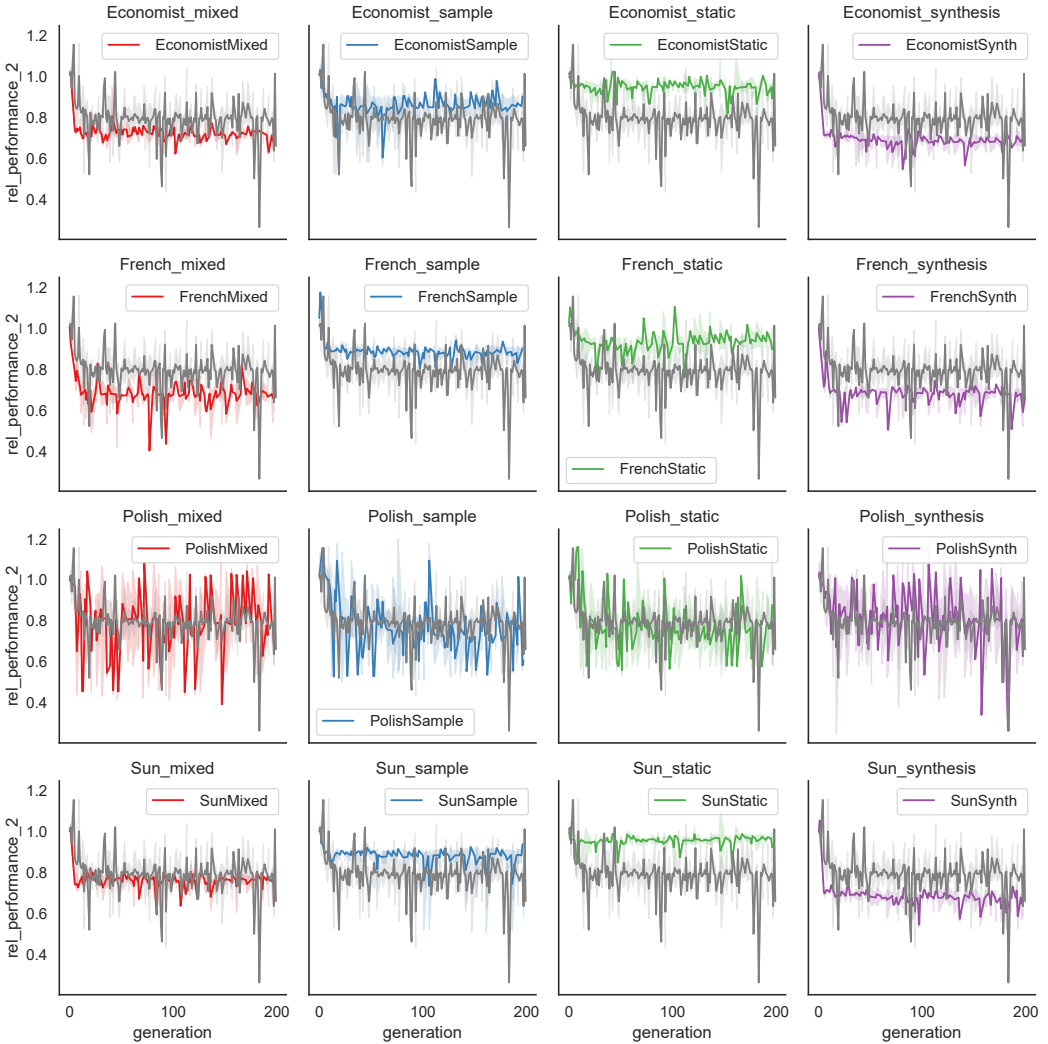 Economist_mixed
Economist_sample
Economist_static
Economist_synthesis
rel_performance_2
1.2
1.0
0.8
0.6
0.4
EconomistMixed
EconomistSample
EconomistStatic
EconomistSynth
French_mixed
French_sample
French_static
French_synthesis
rel_performance_2
1.2
1.0
0.8
0.6
0.4
FrenchMixed
FrenchSample
FrenchStatic
FrenchSynth
Polish_mixed
Polish_sample
Polish_static
Polish_synthesis
rel_performance_2
1.2
1.0
0.8
0.6
0.4
PolishMixed
PolishSample
PolishStatic
PolishSynth
Sun_mixed
Sun_sample
Sun_static
Sun_synthesis
rel_performance_2
1.2
1.0
0.8
0.6
0.4
SunMixed
SunSample
SunStatic
SunSynth
0 100 200
0 100 200
0 100 200
0 100 200
generation
generation
generation
generation